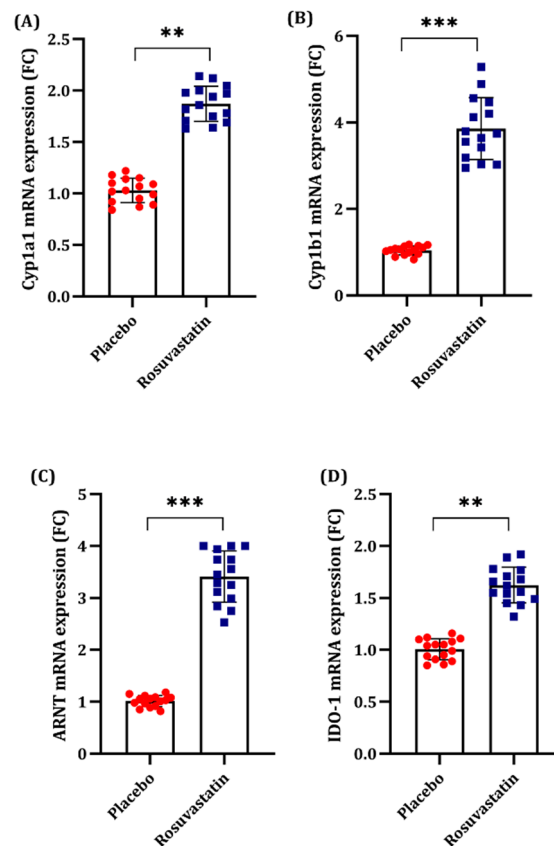 (A)
**
Cyp1a1 mRNA expression (FC)
2.5
2.0
1.5
1.0
0.5
0.0
Placebo
Rosuvastatin
(B)
***
Cyp1b1 mRNA expression (FC)
6
4
2
0
Placebo
Rosuvastatin
(C)
***
ARNT mRNA expression (FC)
5
4
3
2
1
0
Placebo
Rosuvastatin
(D)
**
IDO-1 mRNA expression (FC)
2.5
2.0
1.5
1.0
0.5
0.0
Placebo
Rosuvastatin